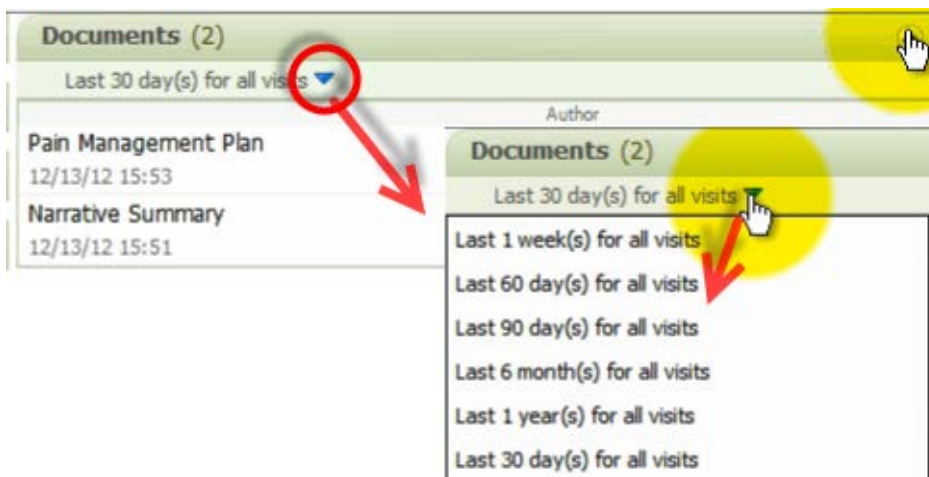 Documents (2)
Last 30 day(s) for all visits
Author
Pain Management Plan
12/13/12 15:53
Narrative Summary
12/13/12 15:51
Documents (2)
Last 30 day(s) for all visits
Last 1 week(s) for all visits
Last 60 day(s) for all visits
Last 90 day(s) for all visits
Last 6 month(s) for all visits
Last 1 year(s) for all visits
Last 30 day(s) for all visits